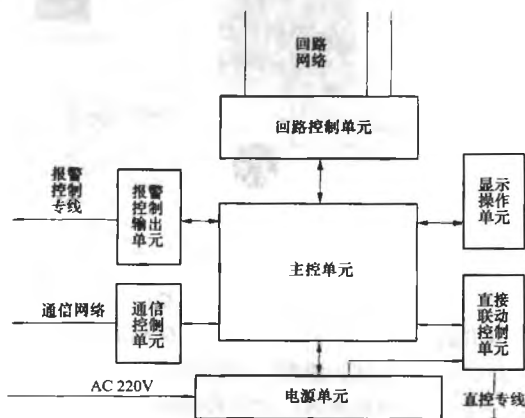 回路
网络
回路控制单元
报警
控制
专线
报警
控制
输出
单元
显示
操作
单元
主控单元
通信网络
通信
控制
单元
直接
联动
控制
单元
AC 220V
电源单元
直控专线